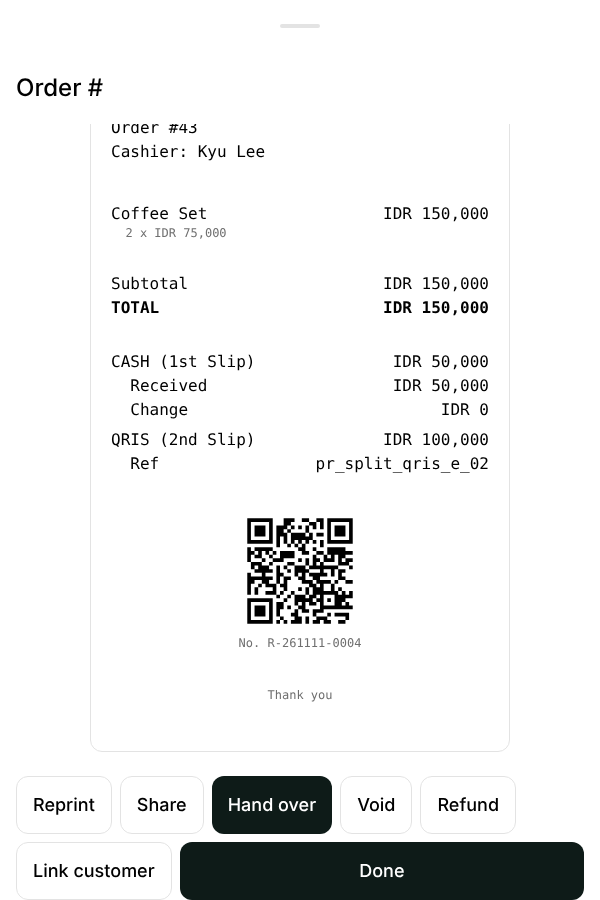 Order #
Order #43
Cashier: Kyu Lee
Coffee Set IDR 150,000
2 x IDR 75,000
Subtotal IDR 150,000
TOTAL IDR 150,000
CASH (1st Slip) IDR 50,000
Received IDR 50,000
Change IDR 0
QRIS (2nd Slip) IDR 100,000
Ref pr_split_qris_e_02
No. R-261111-0004
Thank you
Reprint Share Hand over Void Refund
Link customer Done